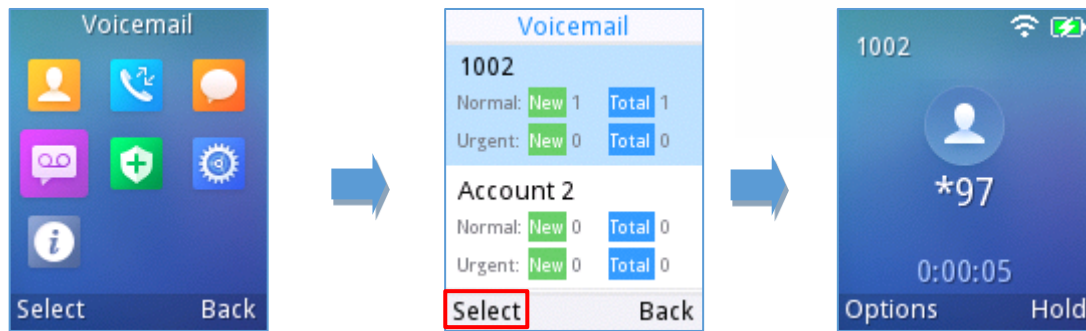 Voicemail
Select Back
Voicemail
1002
Normal: New 1 Total 1
Urgent: New 0 Total 0
Account 2
Normal: New 0 Total 0
Urgent: New 0 Total 0
Select Back
1002
*97
0:00:05
Options Hold